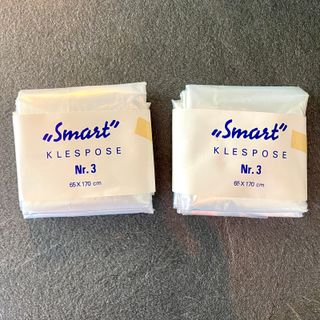 „Smart”
KLESPOSE
Nr. 3
65 X 170 cm
„Smart”
KLESPOSE
Nr. 3
65 X 170 cm